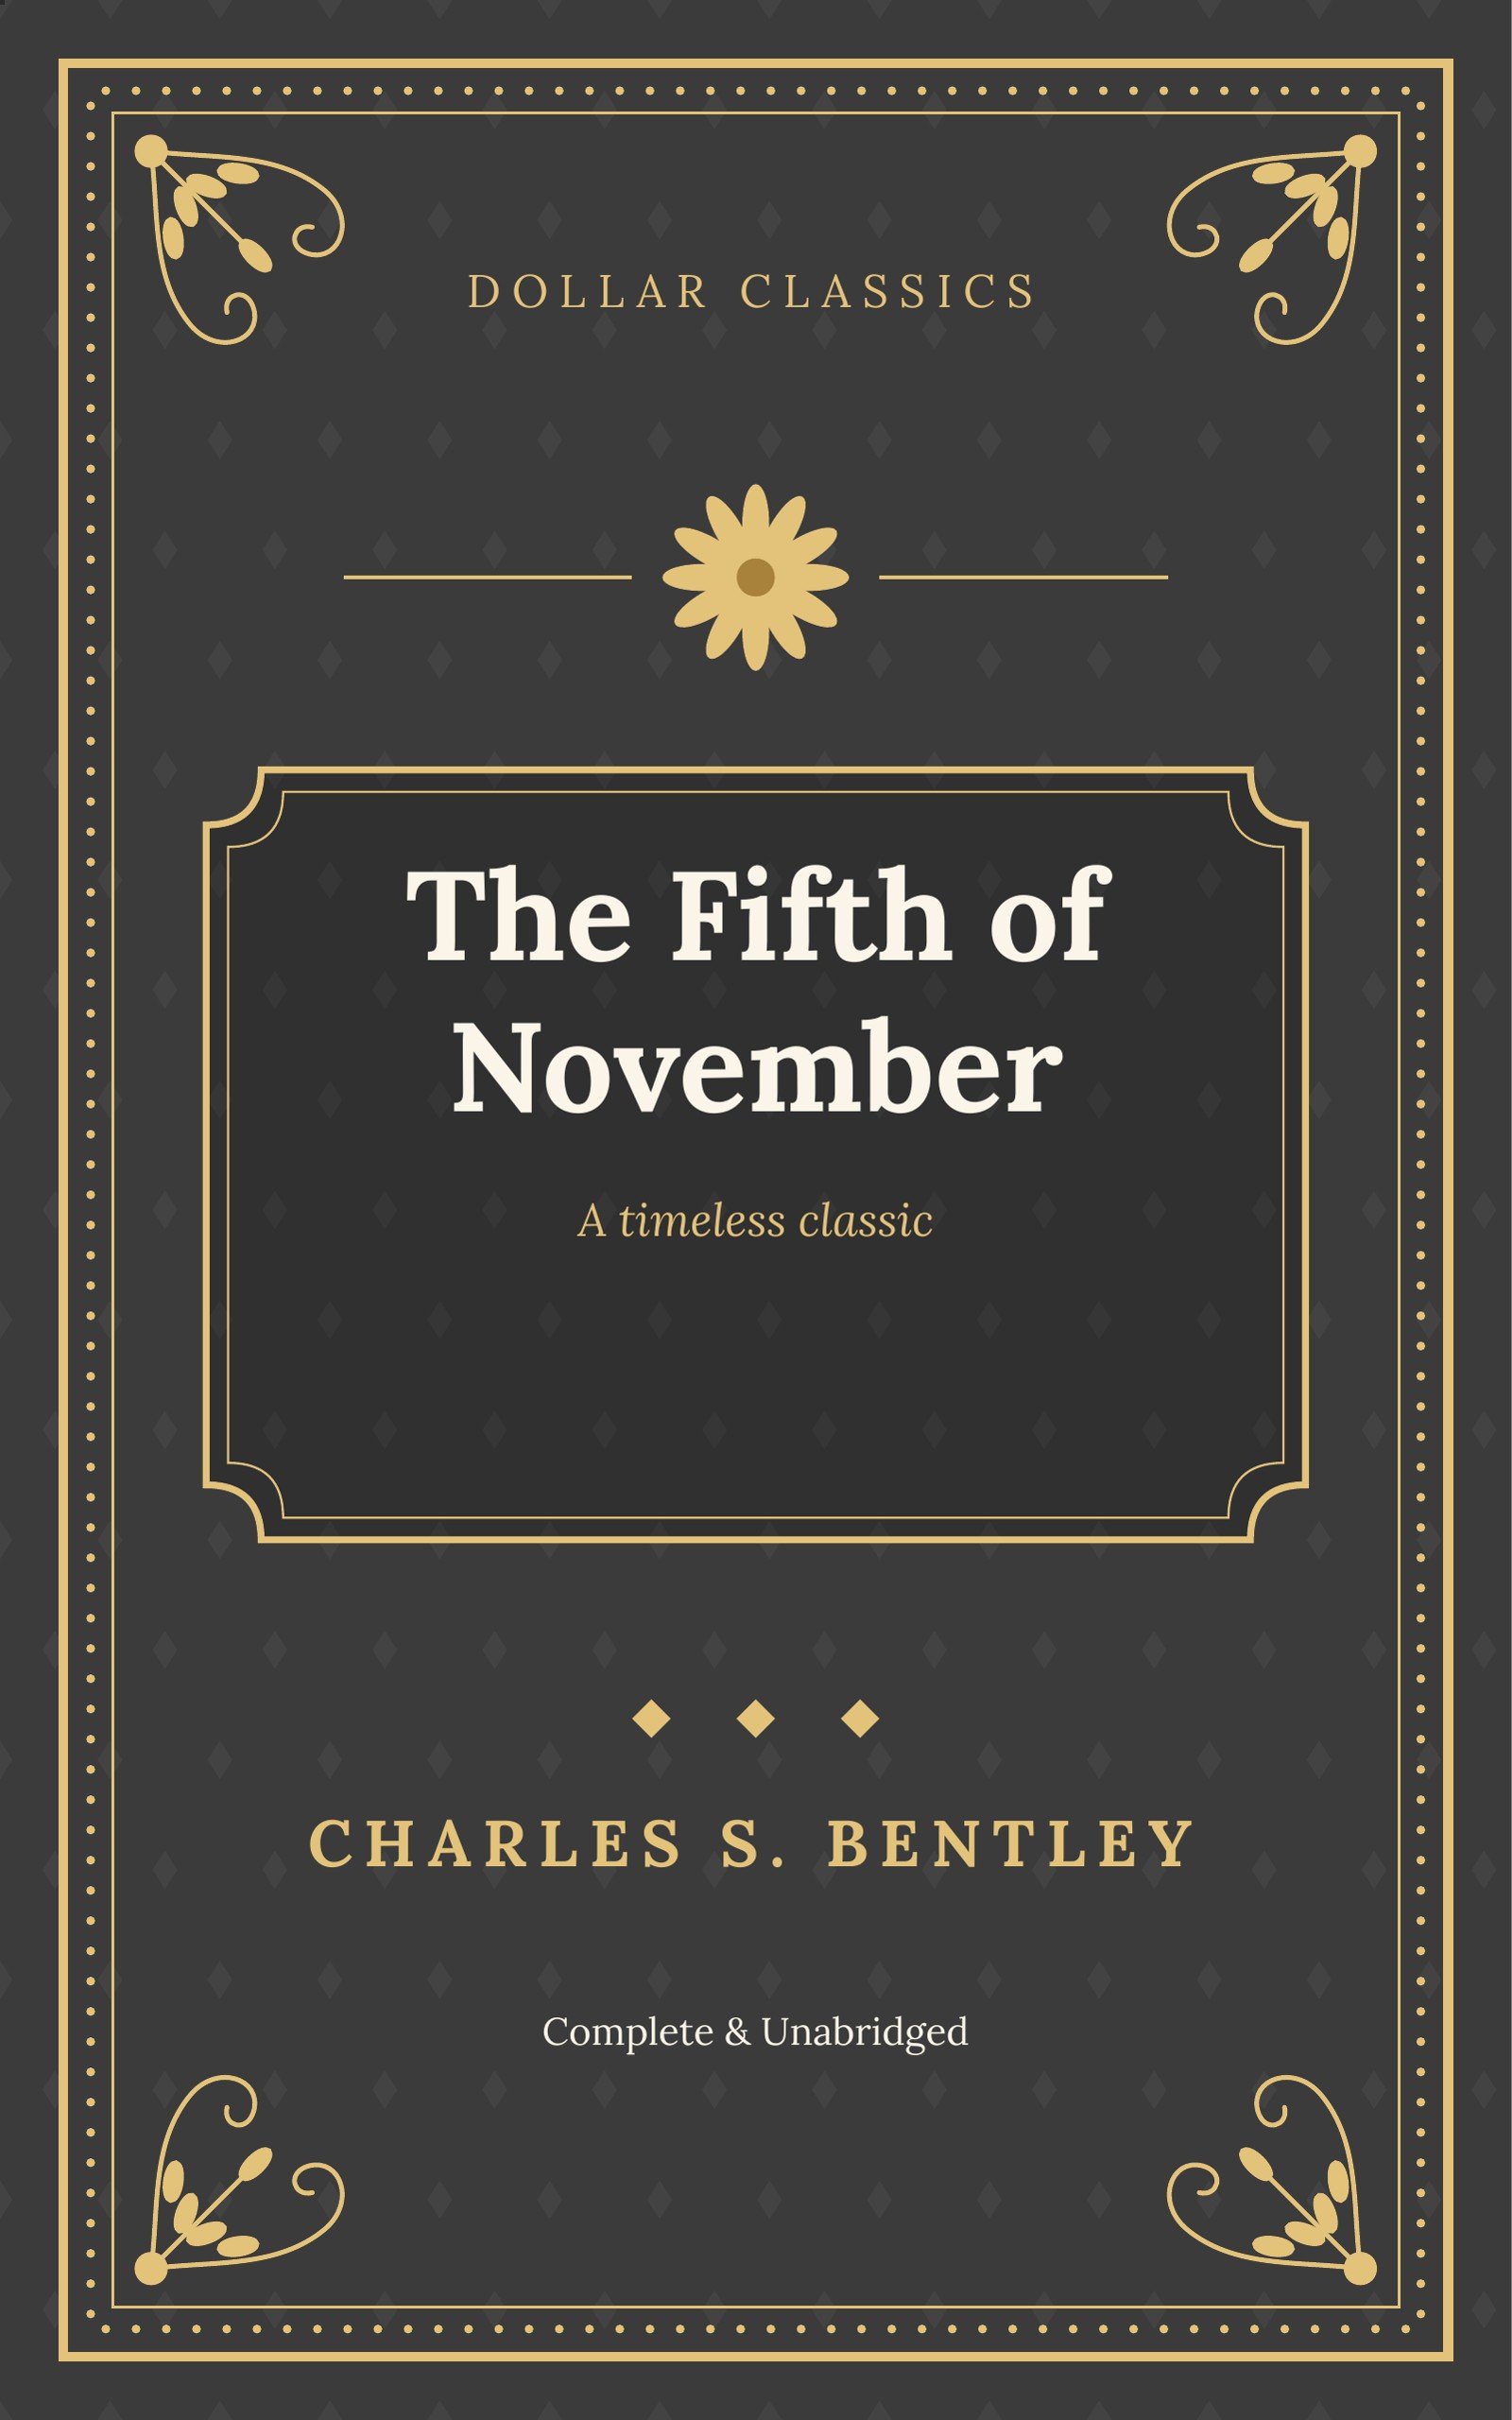 DOLLAR CLASSICS
The Fifth of
November
A timeless classic
CHARLES S. BENTLEY
Complete & Unabridged